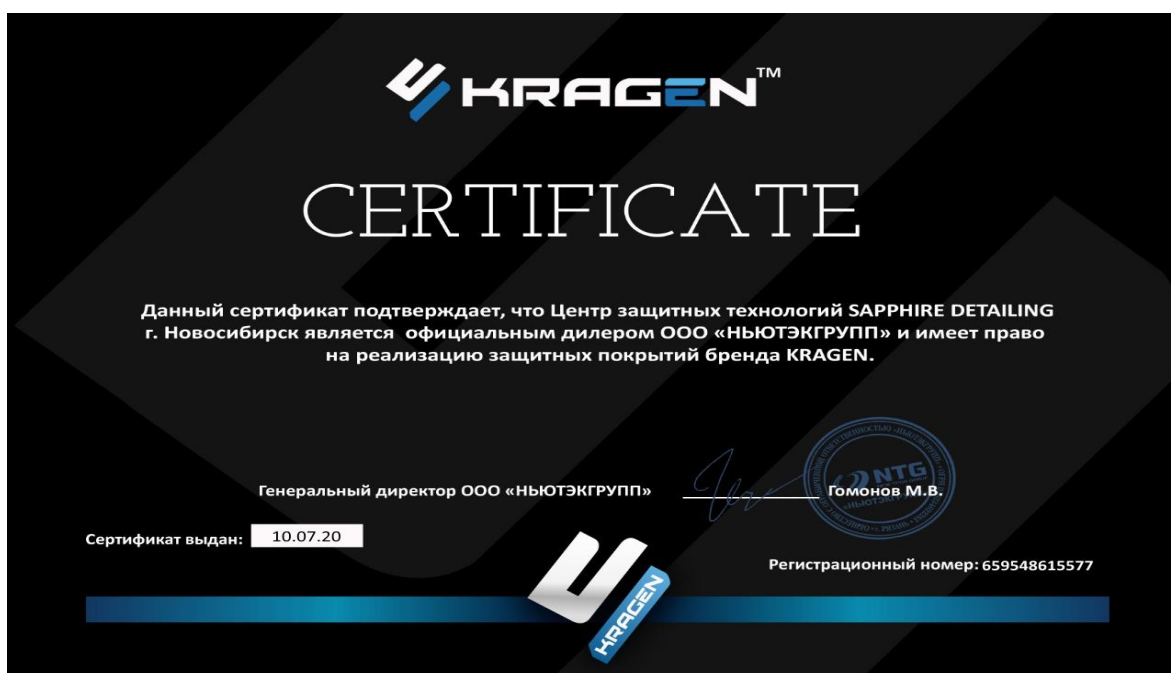 KRAGEN™
CERTIFICATE
Данный сертификат подтверждает, что Центр защитных технологий SAPPHIRE DETAILING
г. Новосибирск является официальным дилером ООО «НЬЮТЭКГРУПП» и имеет право
на реализацию защитных покрытий бренда KRAGEN.
NTG
Генеральный директор ООО «НЬЮТЭКГРУПП» Гомонов М.В.
Сертификат выдан: 10.07.20
Регистрационный номер: 659548615577
KRAGEN